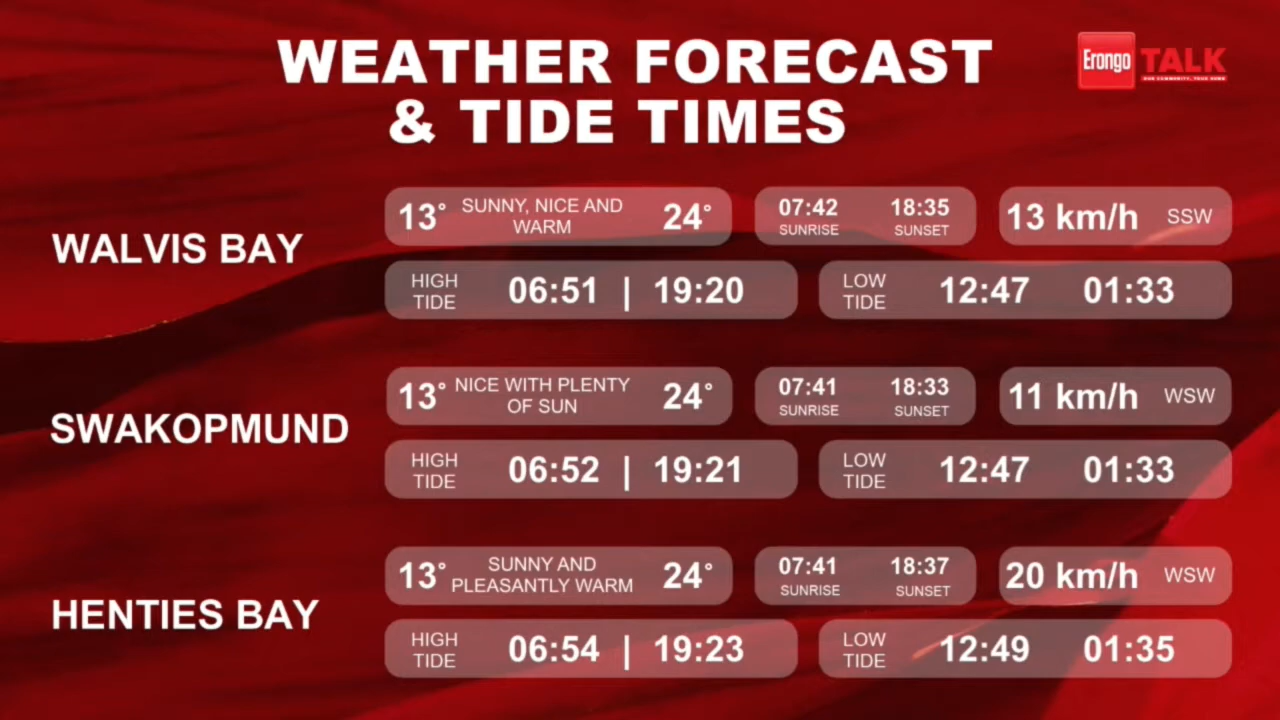 WEATHER FORECAST
& TIDE TIMES
Erongo TALK
OUR COMMUNITY, YOUR NEWS
WALVIS BAY
13° SUNNY, NICE AND WARM 24°
07:42 SUNRISE 18:35 SUNSET
13 km/h SSW
HIGH TIDE 06:51 | 19:20
LOW TIDE 12:47 01:33
SWAKOPMUND
13° NICE WITH PLENTY OF SUN 24°
07:41 SUNRISE 18:33 SUNSET
11 km/h WSW
HIGH TIDE 06:52 | 19:21
LOW TIDE 12:47 01:33
HENTIES BAY
13° SUNNY AND PLEASANTLY WARM 24°
07:41 SUNRISE 18:37 SUNSET
20 km/h WSW
HIGH TIDE 06:54 | 19:23
LOW TIDE 12:49 01:35